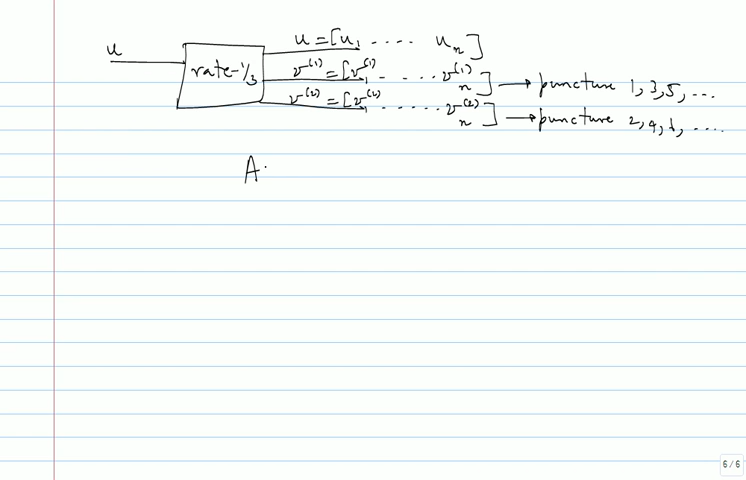 u
rate-1/3
u = [u₁ .... uₙ]
v⁽¹⁾ = [v₁⁽¹⁾ ..... vₙ⁽¹⁾] → puncture 1, 3, 5, ...
v⁽²⁾ = [v₁⁽²⁾ ...... vₙ⁽²⁾] → puncture 2, 4, 6, ....
A.
6 / 6